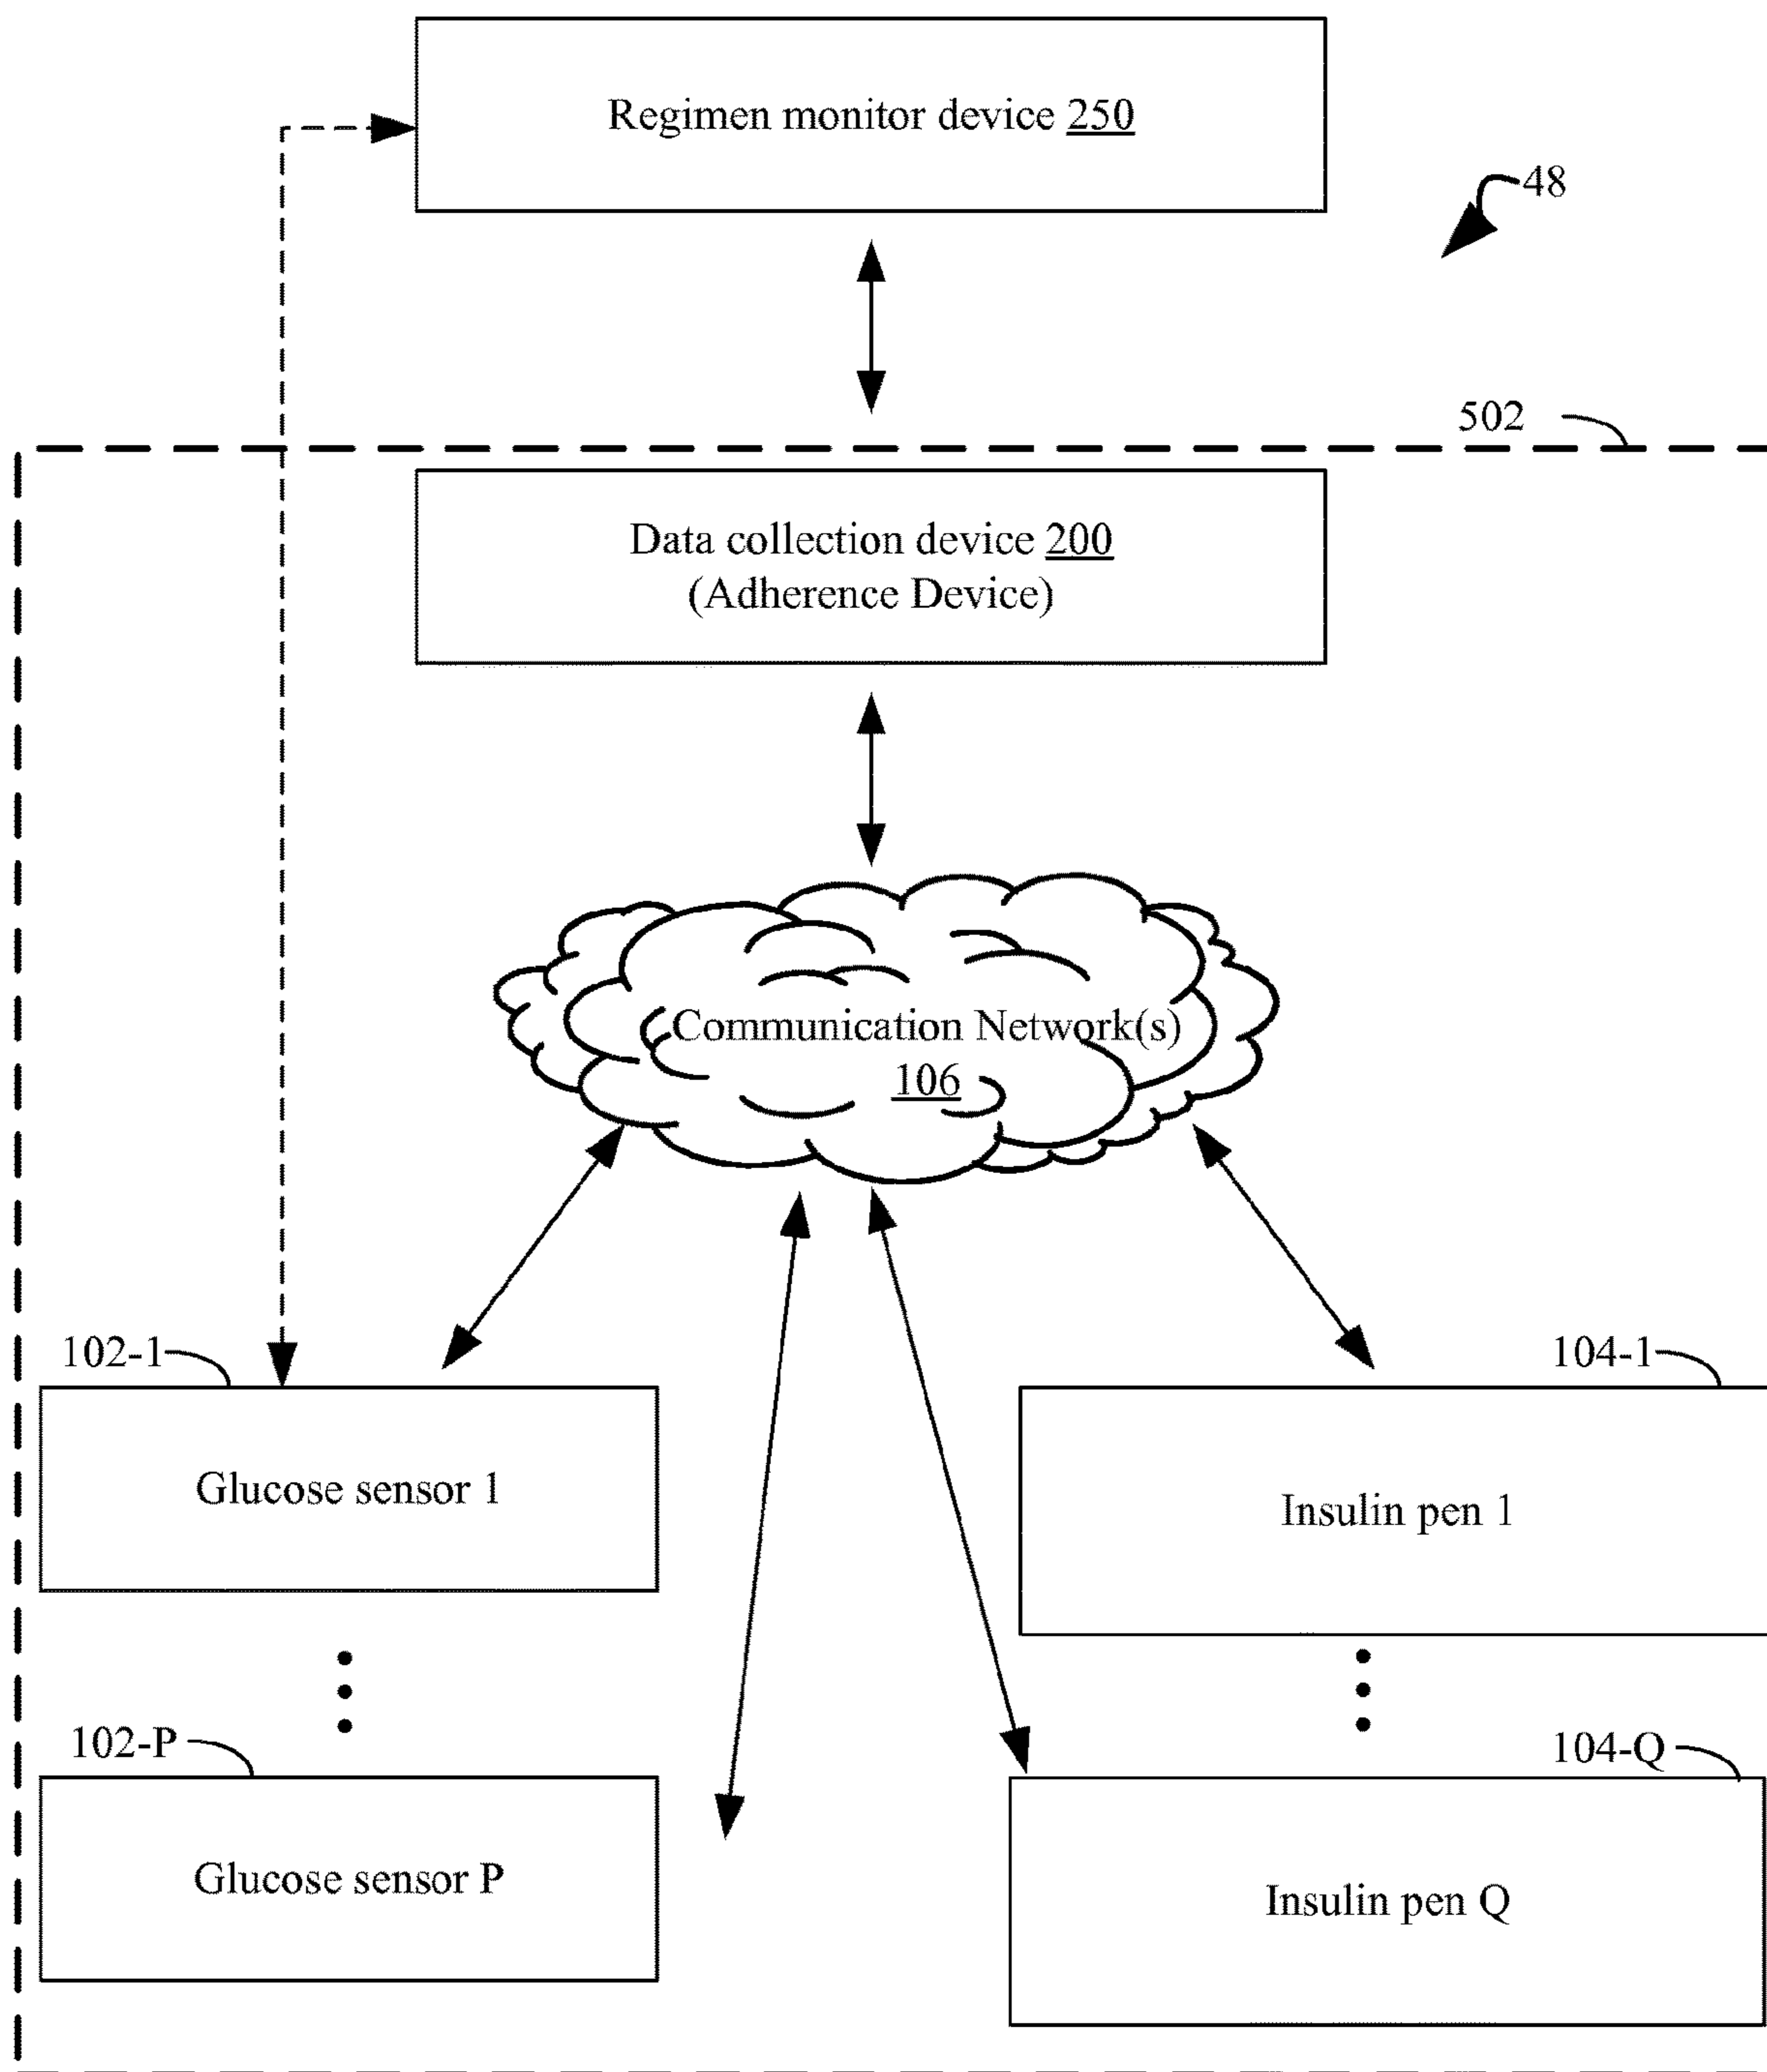 Regimen monitor device 250
48
502
Data collection device 200
(Adherence Device)
Communication Network(s)
106
102-1
104-1
Glucose sensor 1
Insulin pen 1
102-P
104-Q
Glucose sensor P
Insulin pen Q